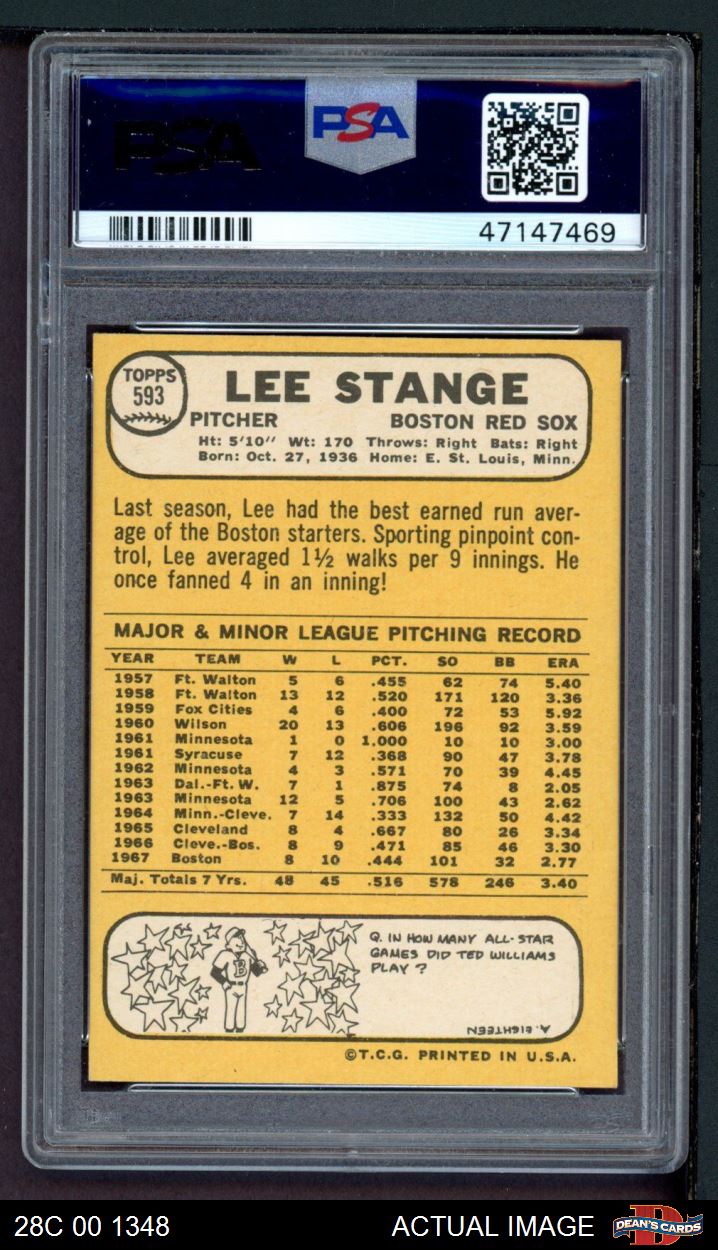 PSA
PSA
47147469
TOPPS
593
LEE STANGE
PITCHER BOSTON RED SOX
Ht: 5'10" Wt: 170 Throws: Right Bats: Right
Born: Oct. 27, 1936 Home: E. St. Louis, Minn.
Last season, Lee had the best earned run aver-
age of the Boston starters. Sporting pinpoint con-
trol, Lee averaged 1½ walks per 9 innings. He
once fanned 4 in an inning!
MAJOR & MINOR LEAGUE PITCHING RECORD
YEAR TEAM W L PCT. SO BB ERA
1957 Ft. Walton 5 6 .455 62 74 5.40
1958 Ft. Walton 13 12 .520 171 120 3.36
1959 Fox Cities 4 6 .400 72 53 5.92
1960 Wilson 20 13 .606 196 92 3.59
1961 Minnesota 1 0 1.000 10 10 3.00
1961 Syracuse 7 12 .368 90 47 3.78
1962 Minnesota 4 3 .571 70 39 4.45
1963 Dal.-Ft. W. 7 1 .875 74 8 2.05
1963 Minnesota 12 5 .706 100 43 2.62
1964 Minn.-Cleve. 7 14 .333 132 50 4.42
1965 Cleveland 8 4 .667 80 26 3.34
1966 Cleve.-Bos. 8 9 .471 85 46 3.30
1967 Boston 8 10 .444 101 32 2.77
Maj. Totals 7 Yrs. 48 45 .516 578 246 3.40
B
Q. IN HOW MANY ALL-STAR
GAMES DID TED WILLIAMS
PLAY?
A. EIGHTEEN
©T.C.G. PRINTED IN U.S.A.
28C 00 1348 ACTUAL IMAGE DEAN'S CARDS